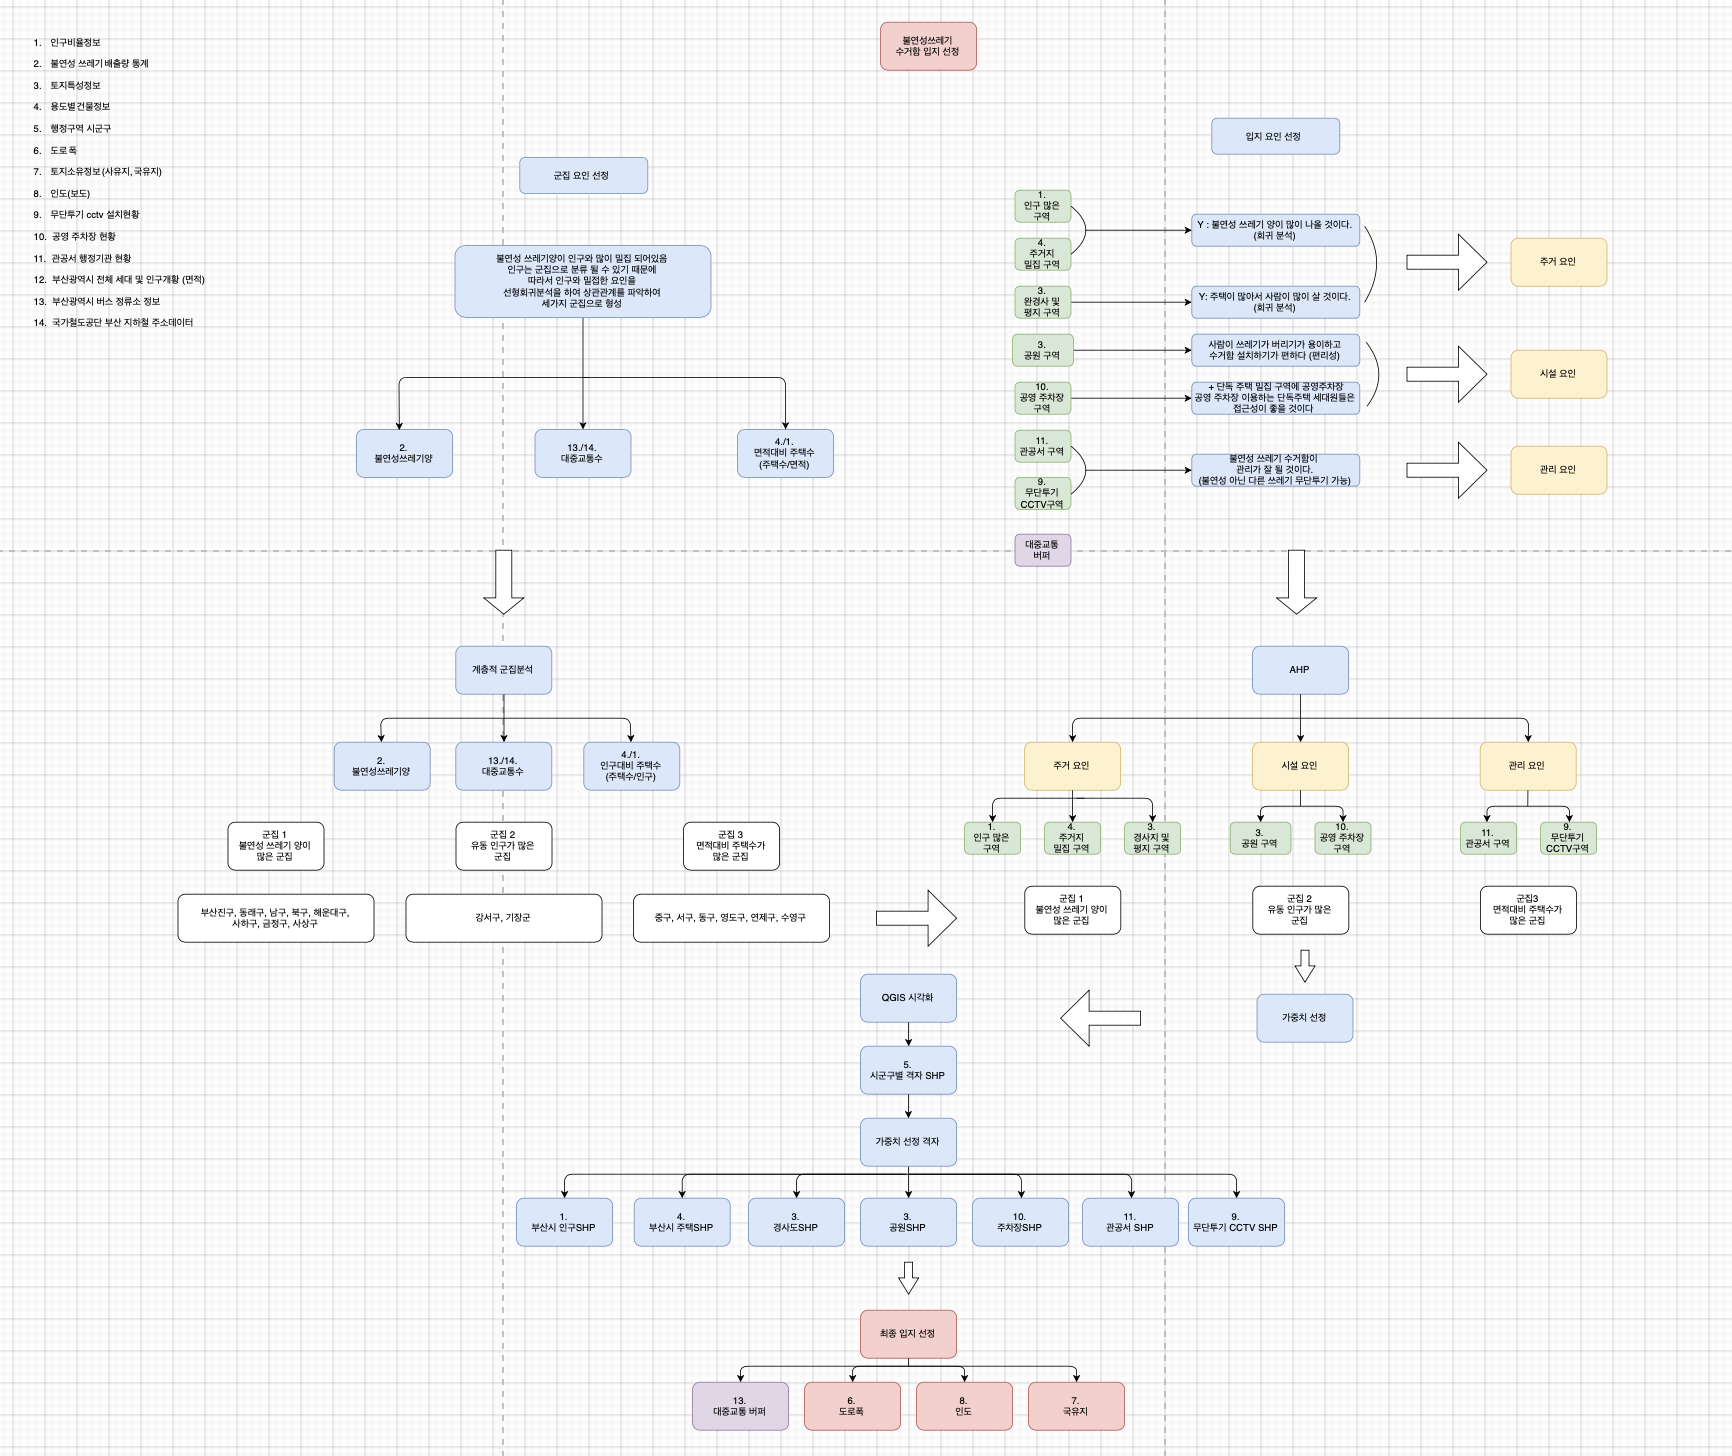 불연성쓰레기
수거함 입지 선정
1. 인구비율정보
2. 불연성 쓰레기 배출량 통계
3. 토지특성정보
4. 용도별건물정보
5. 행정구역 시군구
6. 도로폭
7. 토지소유정보(사유지, 국유지)
8. 인도(보도)
9. 무단투기 cctv 설치현황
10. 공영 주차장 현황
11. 관공서 행정기관 현황
12. 부산광역시 전체 세대 및 인구개황 (면적)
13. 부산광역시 버스 정류소 정보
14. 국가철도공단 부산 지하철 주소데이터
군집 요인 선정
불연성 쓰레기양이 인구와 많이 밀집 되어있음
인구는 군집으로 분류 될 수 있기 때문에
따라서 인구와 밀접한 요인을
선형회귀분석을 하여 상관관계를 파악하여
세가지 군집으로 형성
2.
불연성쓰레기양
13./14.
대중교통수
4./1.
면적대비 주택수
(주택수/면적)
입지 요인 선정
1.
인구 많은
구역
4.
주거지
밀집 구역
Y : 불연성 쓰레기 양이 많이 나올 것이다.
(회귀 분석)
3.
완경사 및
평지 구역
Y: 주택이 많아서 사람이 많이 살 것이다.
(회귀 분석)
주거 요인
3.
공원 구역
사람이 쓰레기가 버리기가 용이하고
수거함 설치하기가 편하다 (편리성)
10.
공영 주차장
구역
+ 단독 주택 밀집 구역에 공영주차장
공영 주차장 이용하는 단독주택 세대원들은
접근성이 좋을 것이다
시설 요인
11.
관공서 구역
9.
무단투기
CCTV구역
불연성 쓰레기 수거함이
관리가 잘 될 것이다.
(불연성 아닌 다른 쓰레기 무단투기 가능)
관리 요인
대중교통
버퍼
계층적 군집분석
2.
불연성쓰레기양
13./14.
대중교통수
4./1.
인구대비 주택수
(주택수/인구)
군집 1
불연성 쓰레기 양이
많은 군집
군집 2
유동 인구가 많은
군집
군집 3
면적대비 주택수가
많은 군집
부산진구, 동래구, 남구, 북구, 해운대구,
사하구, 금정구, 사상구
강서구, 기장군
중구, 서구, 동구, 영도구, 연제구, 수영구
AHP
주거 요인
시설 요인
관리 요인
1.
인구 많은
구역
4.
주거지
밀집 구역
3.
경사지 및
평지 구역
3.
공원 구역
10.
공영 주차장
구역
11.
관공서 구역
9.
무단투기
CCTV구역
군집 1
불연성 쓰레기 양이
많은 군집
군집 2
유동 인구가 많은
군집
군집3
면적대비 주택수가
많은 군집
가중치 선정
QGIS 시각화
5.
시군구별 격자 SHP
가중치 선정 격자
1.
부산시 인구SHP
4.
부산시 주택SHP
3.
경사도SHP
3.
공원SHP
10.
주차장SHP
11.
관공서 SHP
9.
무단투기 CCTV SHP
최종 입지 선정
13.
대중교통 버퍼
6.
도로폭
8.
인도
7.
국유지